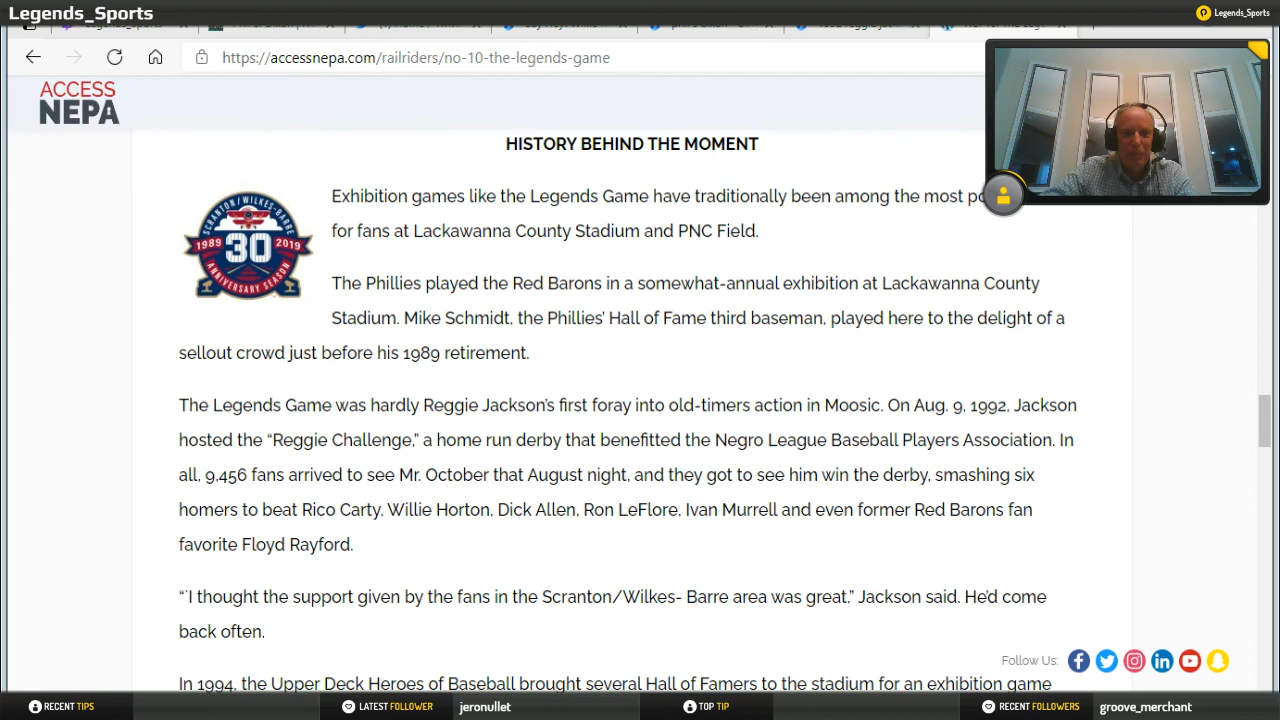 Legends_Sports
Legends_Sports
https://accessnepa.com/railriders/no-10-the-legends-game
ACCESS
NEPA
HISTORY BEHIND THE MOMENT
SCRANTON/WILKES-BARRE
1989 30 2019
ANNIVERSARY SEASON
Exhibition games like the Legends Game have traditionally been among the most
for fans at Lackawanna County Stadium and PNC Field.
The Phillies played the Red Barons in a somewhat-annual exhibition at Lackawanna County
Stadium. Mike Schmidt, the Phillies' Hall of Fame third baseman, played here to the delight of a
sellout crowd just before his 1989 retirement.
The Legends Game was hardly Reggie Jackson's first foray into old-timers action in Moosic. On Aug. 9, 1992, Jackson
hosted the “Reggie Challenge,” a home run derby that benefitted the Negro League Baseball Players Association. In
all, 9,456 fans arrived to see Mr. October that August night, and they got to see him win the derby, smashing six
homers to beat Rico Carty, Willie Horton, Dick Allen, Ron LeFlore, Ivan Murrell and even former Red Barons fan
favorite Floyd Rayford.
“`I thought the support given by the fans in the Scranton/Wilkes- Barre area was great,” Jackson said. He'd come
back often.
Follow Us:
In 1994, the Upper Deck Heroes of Baseball brought several Hall of Famers to the stadium for an exhibition game
RECENT TIPS
LATEST FOLLOWER jeronullet
TOP TIP
RECENT FOLLOWERS groove_merchant